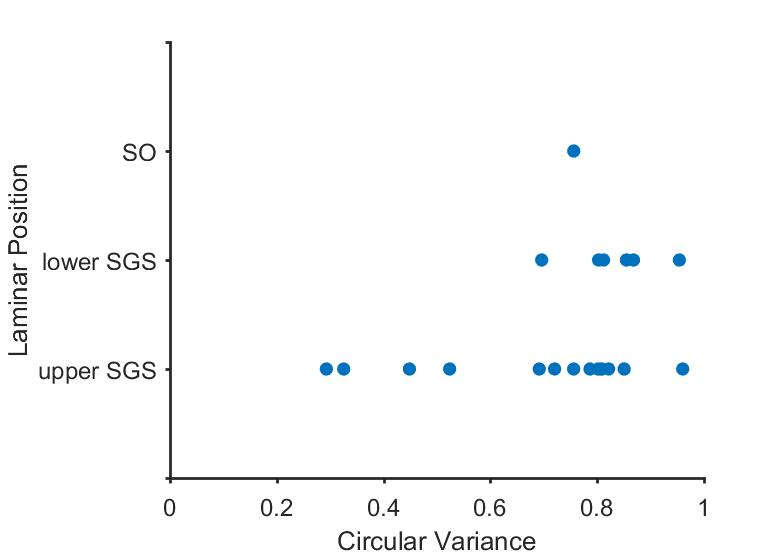 Laminar Position
SO
lower SGS
upper SGS
0 0.2 0.4 0.6 0.8 1
Circular Variance